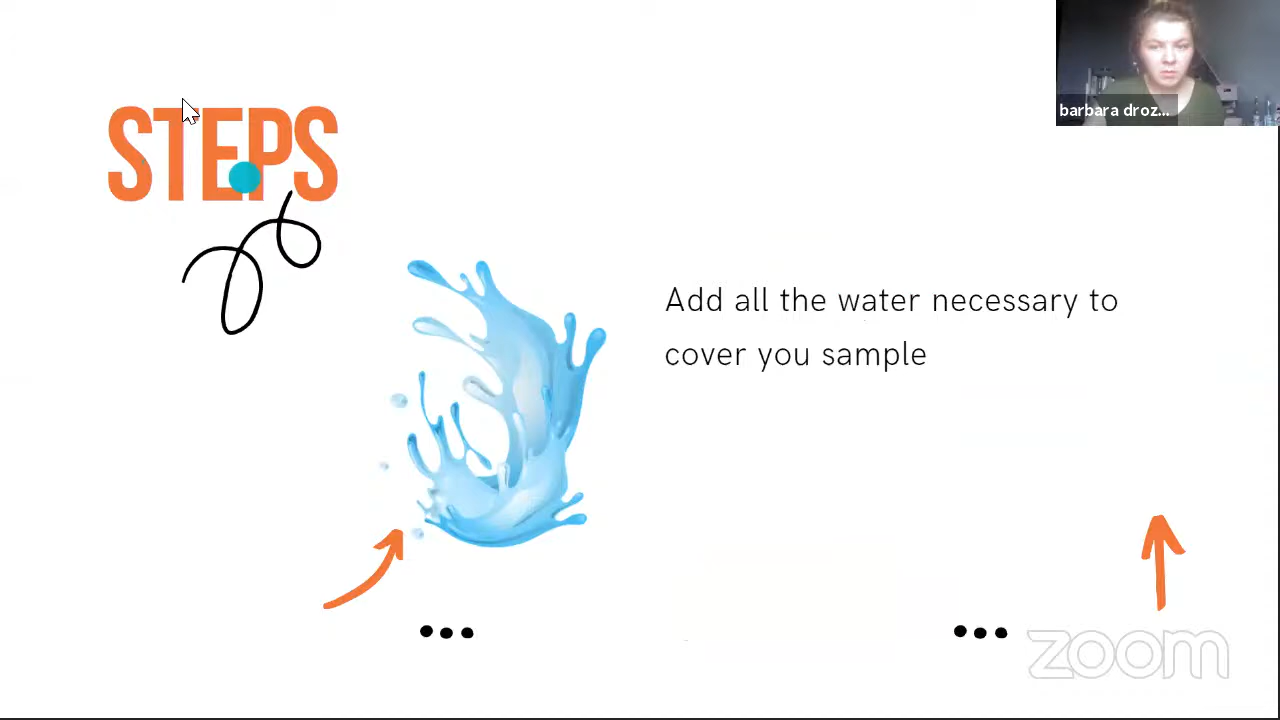 barbara droz...
STEPS
Add all the water necessary to
cover you sample
zoom